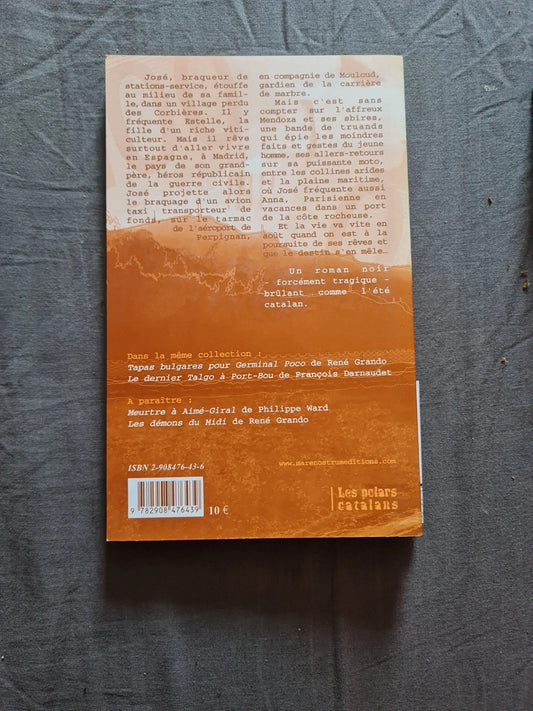 José, braqueur de
stations-service, étouffe
au milieu de sa famil-
le, dans un village perdu
des Corbières. Il y
fréquente Estelle, la
fille d'un riche viti-
culteur. Mais il rêve
surtout d'aller vivre
en Espagne, à Madrid,
le pays de son grand-
père, héros républicain
de la guerre civile.
José projette alors
le braquage d'un avion
taxi transporteur de
fonds, sur le tarmac
de l'aéroport de
Perpignan,
en compagnie de Mouloud,
gardien de la carrière
de marbre.
Mais c'est sans
compter sur l'affreux
Mendoza et ses sbires,
une bande de truands
qui épie les moindres
faits et gestes du jeune
homme, ses allers-retours
sur sa puissante moto,
entre les collines arides
et la plaine maritime,
où José fréquente aussi
Anna, Parisienne en
vacances dans un port
de la côte rocheuse.
Et la vie va vite en
août quand on est à la
poursuite de ses rêves et
que le destin s'en mêle…
Un roman noir
- forcément tragique -
brûlant comme l'été
catalan.
Dans la même collection :
Tapas bulgares pour Germinal Poco de René Grando
Le dernier Talgo à Port-Bou de François Darnaudet
A paraître :
Meurtre à Aimé-Giral de Philippe Ward
Les démons du Midi de René Grando
ISBN 2-908476-43-6
www.marenostrumeditions.com
9 782908 476439
10 €
Les polars
catalans